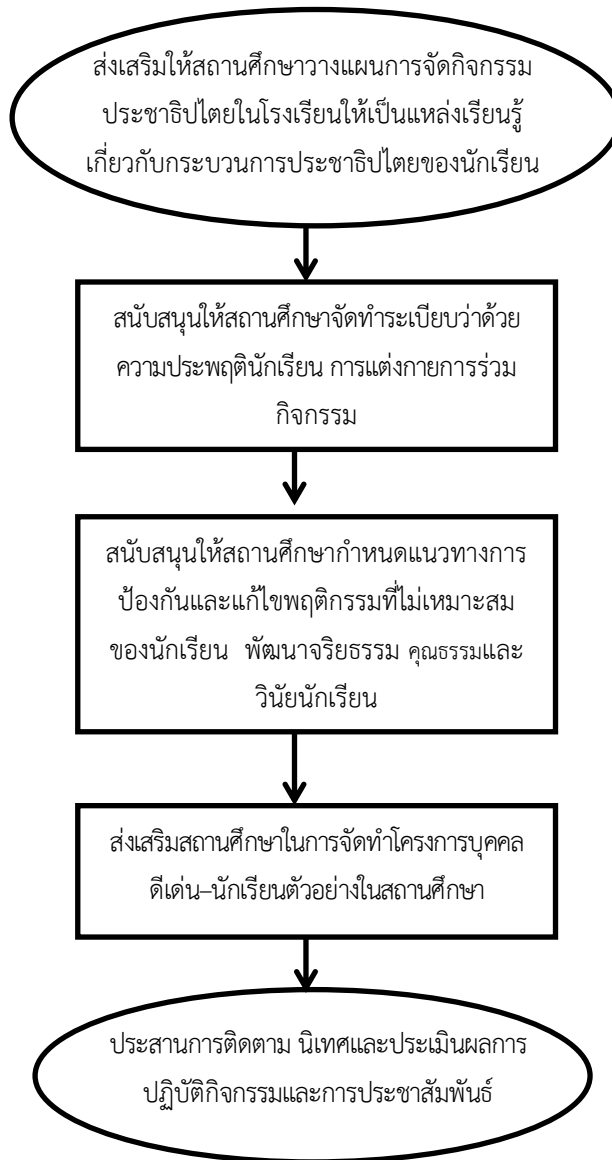 ส่งเสริมให้สถานศึกษาวางแผนการจัดกิจกรรม
ประชาธิปไตยในโรงเรียนให้เป็นแหล่งเรียนรู้
เกี่ยวกับกระบวนการประชาธิปไตยของนักเรียน
สนับสนุนให้สถานศึกษาจัดทำระเบียบว่าด้วย
ความประพฤตินักเรียน การแต่งกายการร่วม
กิจกรรม
สนับสนุนให้สถานศึกษากำหนดแนวทางการ
ป้องกันและแก้ไขพฤติกรรมที่ไม่เหมาะสม
ของนักเรียน พัฒนาจริยธรรม คุณธรรมและ
วินัยนักเรียน
ส่งเสริมสถานศึกษาในการจัดทำโครงการบุคคล
ดีเด่น–นักเรียนตัวอย่างในสถานศึกษา
ประสานการติดตาม นิเทศและประเมินผลการ
ปฏิบัติกิจกรรมและการประชาสัมพันธ์